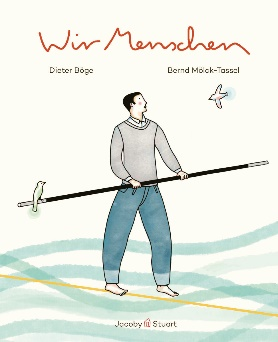 Wir Menschen
Dieter Böge
Bernd Mölck-Tassel
Jacoby & Stuart